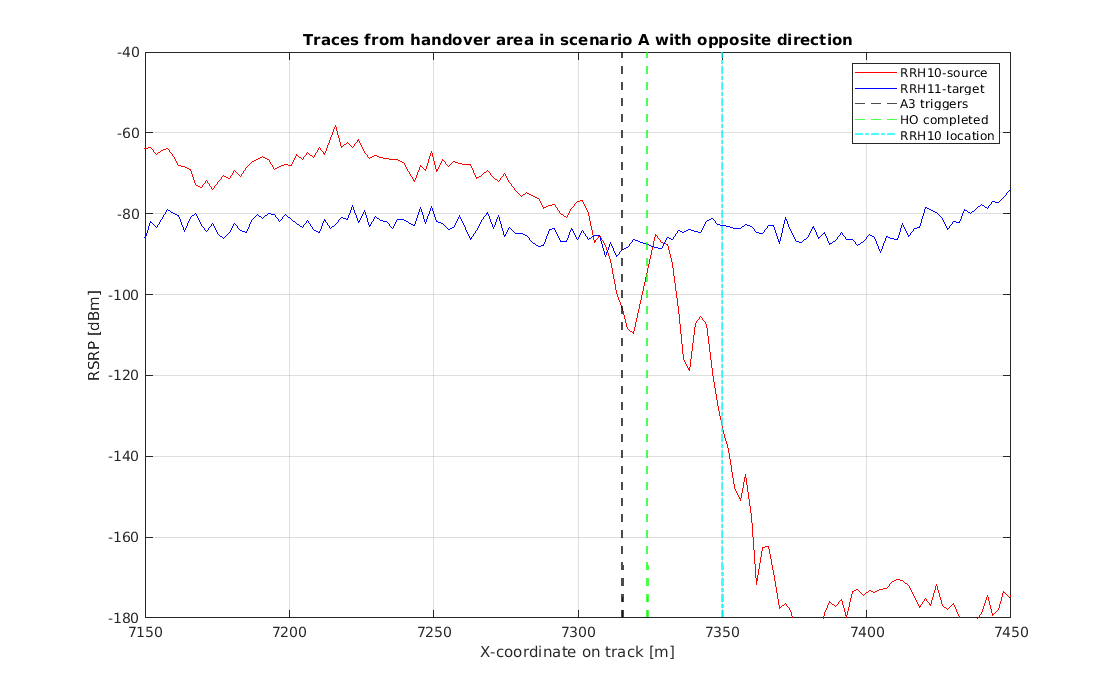 Traces from handover area in scenario A with opposite direction
-40
-60
-80
-100
-120
-140
-160
-180
RSRP [dBm]
RRH10-source
RRH11-target
A3 triggers
HO completed
RRH10 location
7150 7200 7250 7300 7350 7400 7450
X-coordinate on track [m]